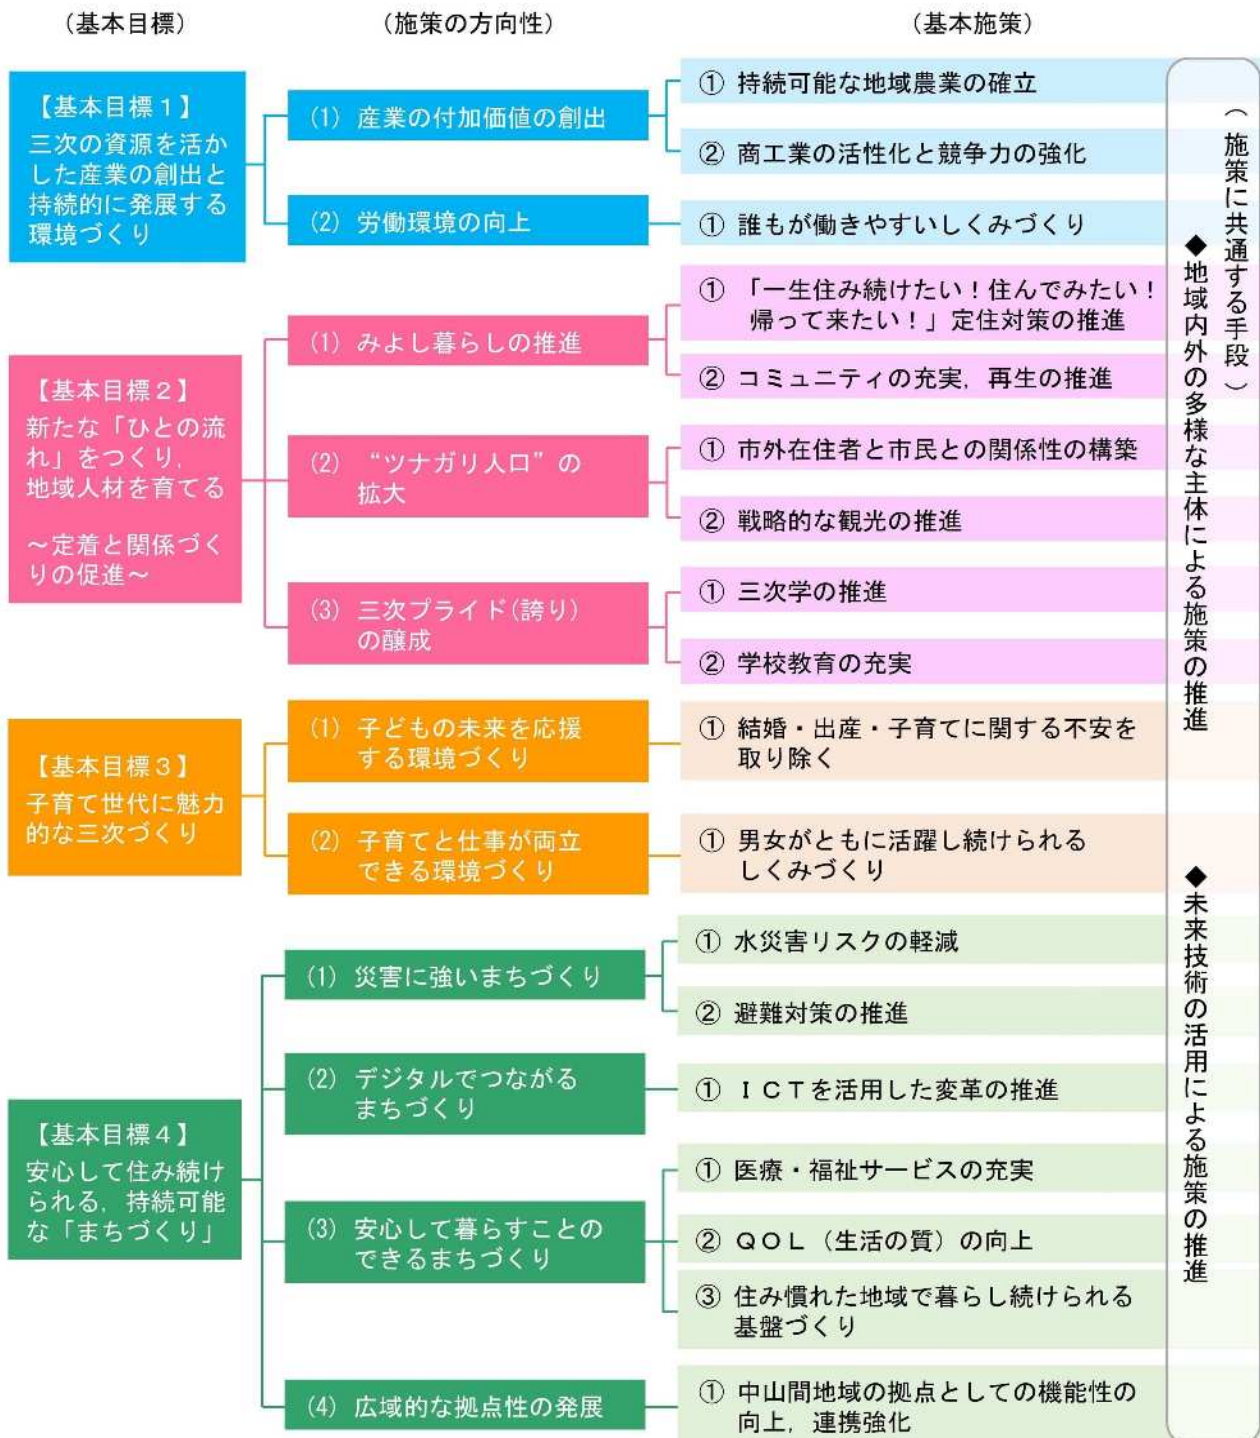 （基本目標）
（施策の方向性）
（基本施策）
【基本目標１】
三次の資源を活か
した産業の創出と
持続的に発展する
環境づくり
(1) 産業の付加価値の創出
① 持続可能な地域農業の確立
② 商工業の活性化と競争力の強化
(2) 労働環境の向上
① 誰もが働きやすいしくみづくり
【基本目標２】
新たな「ひとの流
れ」をつくり，
地域人材を育てる
～定着と関係づく
りの促進～
(1) みよし暮らしの推進
① 「一生住み続けたい！住んでみたい！
帰って来たい！」定住対策の推進
② コミュニティの充実，再生の推進
(2) “ツナガリ人口”の
拡大
① 市外在住者と市民との関係性の構築
② 戦略的な観光の推進
(3) 三次プライド(誇り)
の醸成
① 三次学の推進
② 学校教育の充実
【基本目標３】
子育て世代に魅力
的な三次づくり
(1) 子どもの未来を応援
する環境づくり
① 結婚・出産・子育てに関する不安を
取り除く
(2) 子育てと仕事が両立
できる環境づくり
① 男女がともに活躍し続けられる
しくみづくり
【基本目標４】
安心して住み続け
られる，持続可能
な「まちづくり」
(1) 災害に強いまちづくり
① 水災害リスクの軽減
② 避難対策の推進
(2) デジタルでつながる
まちづくり
① ＩＣＴを活用した変革の推進
(3) 安心して暮らすことの
できるまちづくり
① 医療・福祉サービスの充実
② ＱＯＬ（生活の質）の向上
③ 住み慣れた地域で暮らし続けられる
基盤づくり
(4) 広域的な拠点性の発展
① 中山間地域の拠点としての機能性の
向上，連携強化
（施策に共通する手段）
◆地域内外の多様な主体による施策の推進
◆未来技術の活用による施策の推進